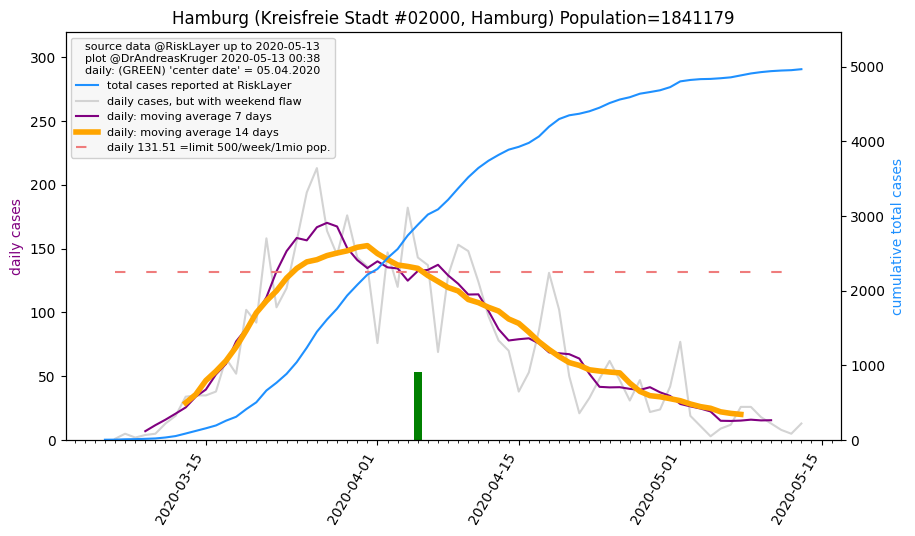 Hamburg (Kreisfreie Stadt #02000, Hamburg) Population=1841179
source data @RiskLayer up to 2020-05-13
plot @DrAndreasKruger 2020-05-13 00:38
daily: (GREEN) 'center date' = 05.04.2020
total cases reported at RiskLayer
daily cases, but with weekend flaw
daily: moving average 7 days
daily: moving average 14 days
daily 131.51 =limit 500/week/1mio pop.
daily cases
300
250
200
150
100
50
0
5000
4000
3000
2000
1000
0
cumulative total cases
2020-03-15
2020-04-01
2020-04-15
2020-05-01
2020-05-15